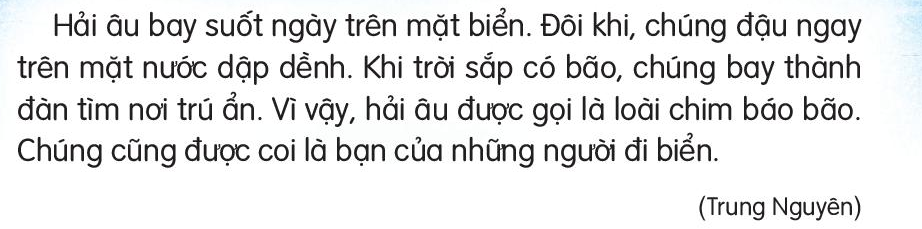 Hải âu bay suốt ngày trên mặt biển. Đôi khi, chúng đậu ngay
trên mặt nước dập dềnh. Khi trời sắp có bão, chúng bay thành
đàn tìm nơi trú ẩn. Vì vậy, hải âu được gọi là loài chim báo bão.
Chúng cũng được coi là bạn của những người đi biển.
(Trung Nguyên)